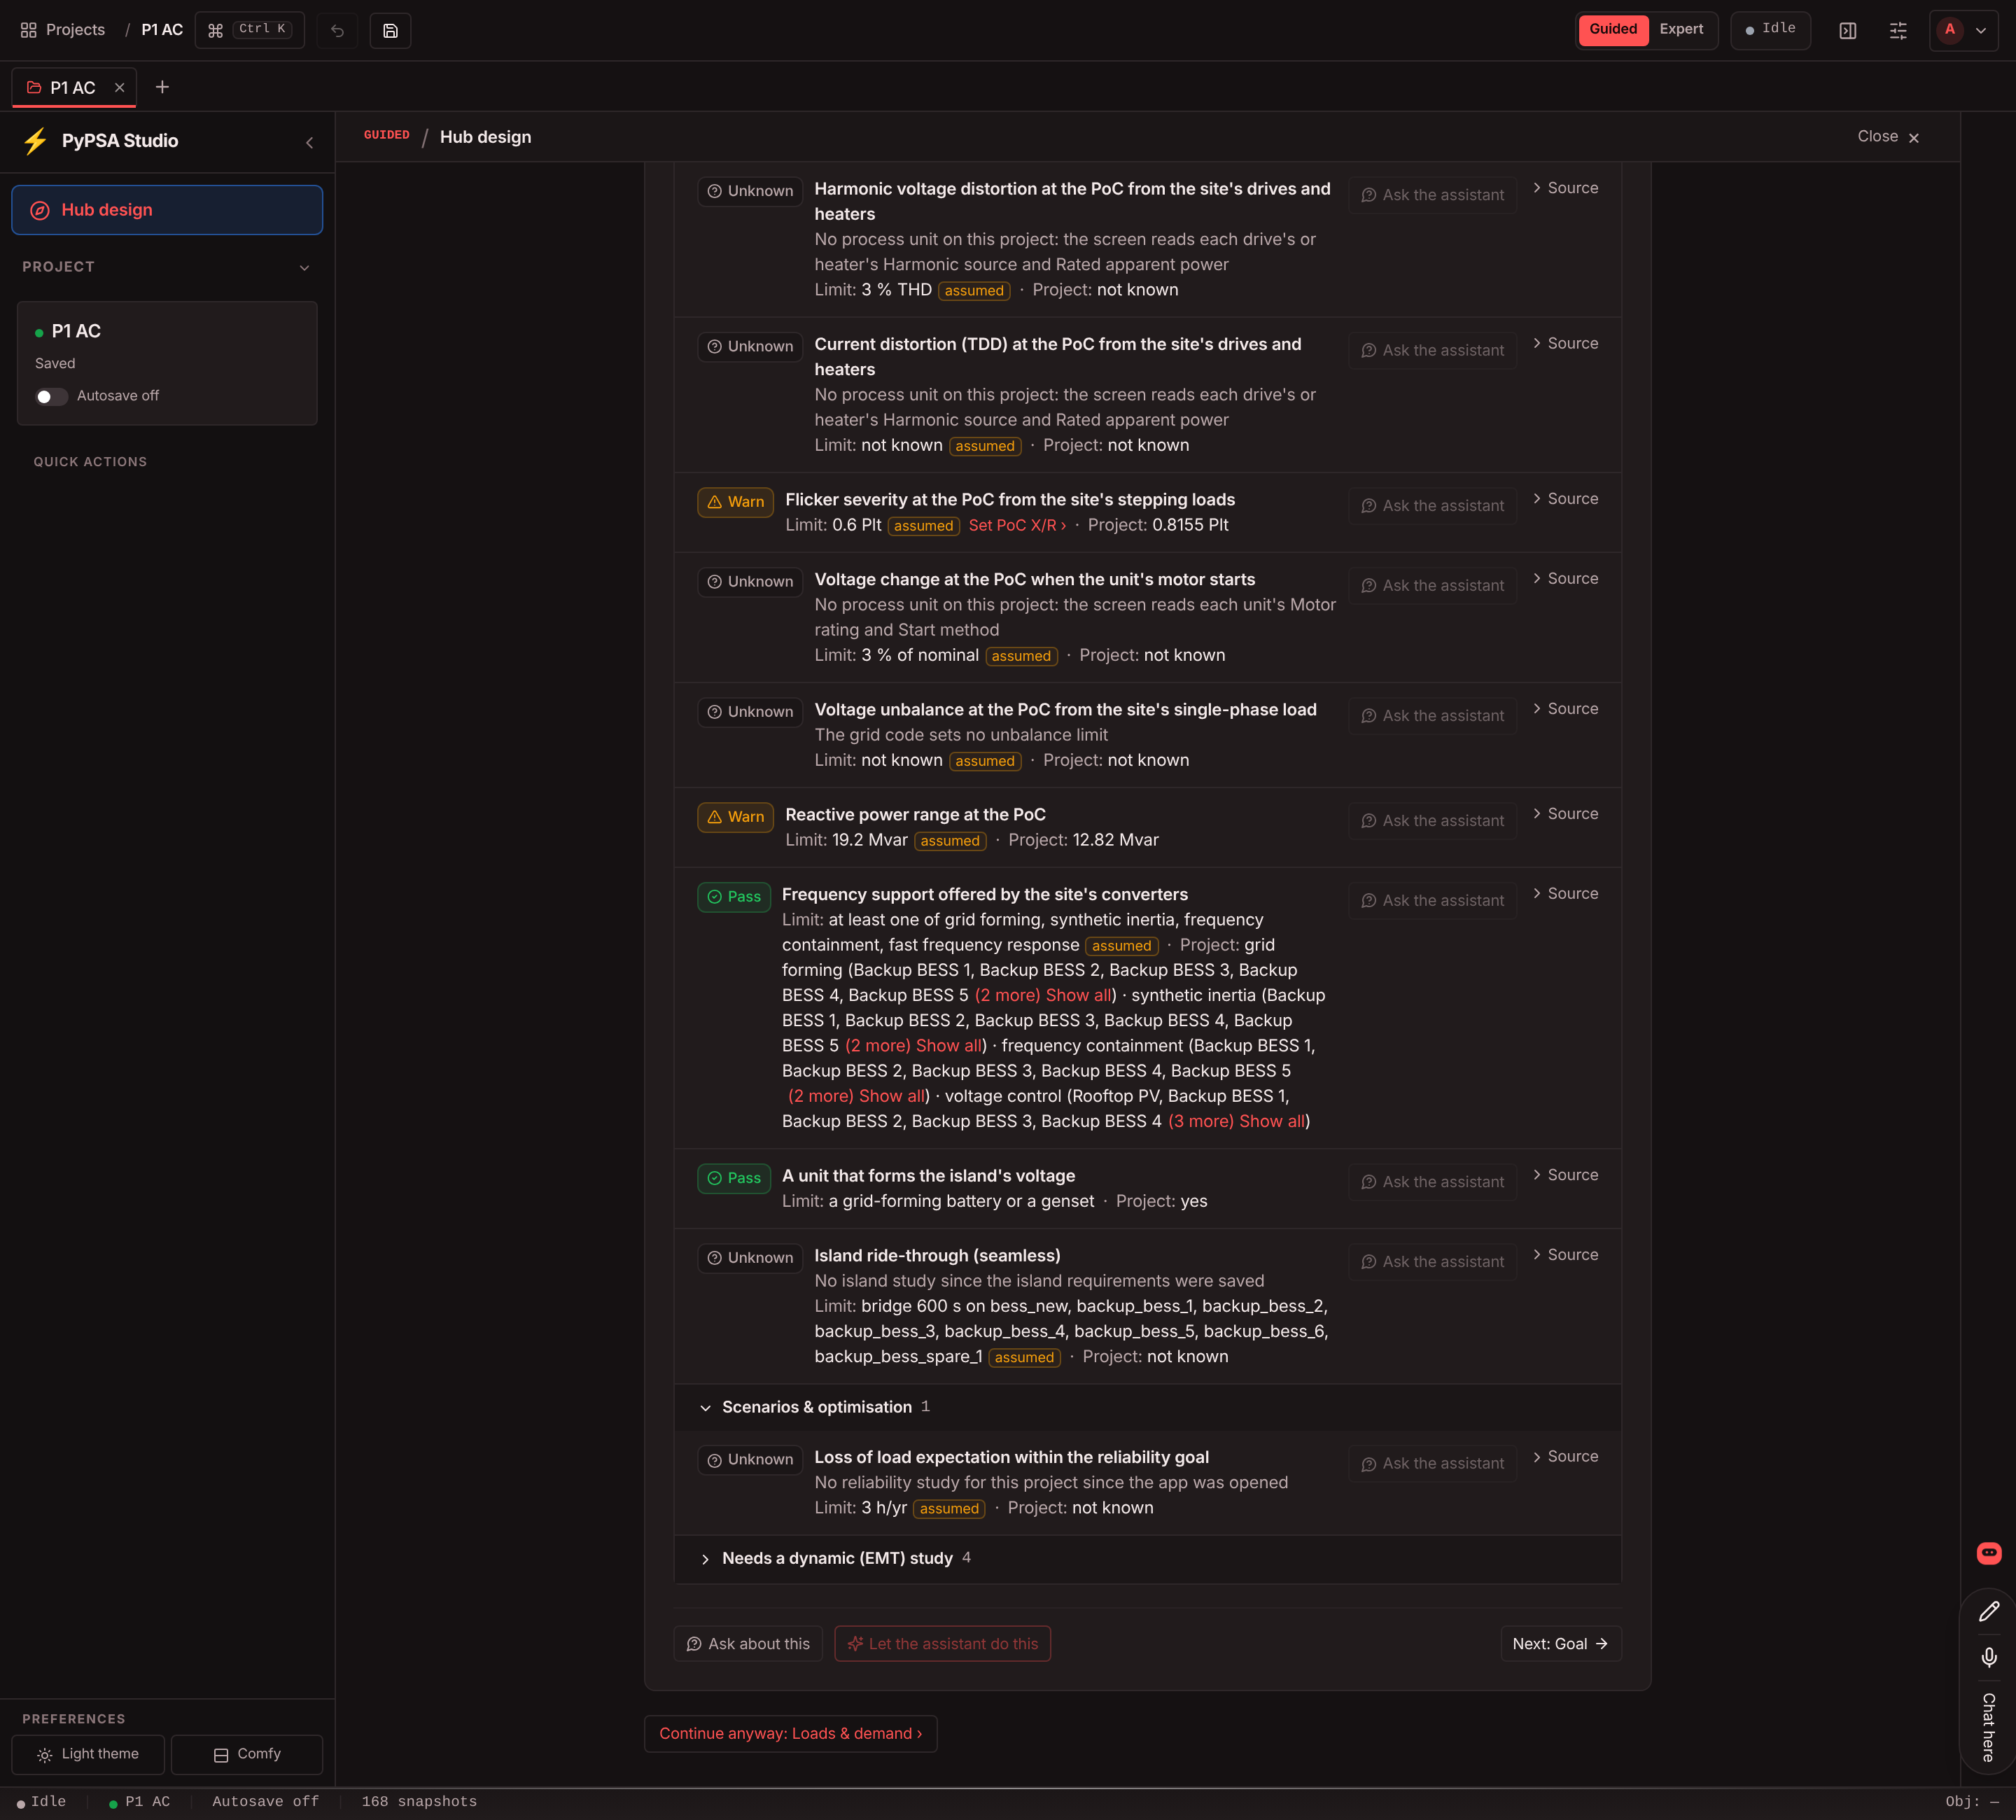 Projects / P1 AC ⌘ Ctrl K
Guided Expert
Idle
A
P1 AC
PyPSA Studio
GUIDED / Hub design
Close
Hub design
PROJECT
P1 AC
Saved
Autosave off
QUICK ACTIONS
Unknown
Harmonic voltage distortion at the PoC from the site's drives and
heaters
No process unit on this project: the screen reads each drive's or
heater's Harmonic source and Rated apparent power
Limit: 3 % THD assumed · Project: not known
Ask the assistant
Source
Unknown
Current distortion (TDD) at the PoC from the site's drives and
heaters
No process unit on this project: the screen reads each drive's or
heater's Harmonic source and Rated apparent power
Limit: not known assumed · Project: not known
Ask the assistant
Source
Warn
Flicker severity at the PoC from the site's stepping loads
Limit: 0.6 Plt assumed Set PoC X/R › · Project: 0.8155 Plt
Ask the assistant
Source
Unknown
Voltage change at the PoC when the unit's motor starts
No process unit on this project: the screen reads each unit's Motor
rating and Start method
Limit: 3 % of nominal assumed · Project: not known
Ask the assistant
Source
Unknown
Voltage unbalance at the PoC from the site's single-phase load
The grid code sets no unbalance limit
Limit: not known assumed · Project: not known
Ask the assistant
Source
Warn
Reactive power range at the PoC
Limit: 19.2 Mvar assumed · Project: 12.82 Mvar
Ask the assistant
Source
Pass
Frequency support offered by the site's converters
Limit: at least one of grid forming, synthetic inertia, frequency
containment, fast frequency response assumed · Project: grid
forming (Backup BESS 1, Backup BESS 2, Backup BESS 3, Backup
BESS 4, Backup BESS 5 (2 more) Show all) · synthetic inertia (Backup
BESS 1, Backup BESS 2, Backup BESS 3, Backup BESS 4, Backup
BESS 5 (2 more) Show all) · frequency containment (Backup BESS 1,
Backup BESS 2, Backup BESS 3, Backup BESS 4, Backup BESS 5
(2 more) Show all) · voltage control (Rooftop PV, Backup BESS 1,
Backup BESS 2, Backup BESS 3, Backup BESS 4 (3 more) Show all)
Ask the assistant
Source
Pass
A unit that forms the island's voltage
Limit: a grid-forming battery or a genset · Project: yes
Ask the assistant
Source
Unknown
Island ride-through (seamless)
No island study since the island requirements were saved
Limit: bridge 600 s on bess_new, backup_bess_1, backup_bess_2,
backup_bess_3, backup_bess_4, backup_bess_5, backup_bess_6,
backup_bess_spare_1 assumed · Project: not known
Ask the assistant
Source
Scenarios & optimisation 1
Unknown
Loss of load expectation within the reliability goal
No reliability study for this project since the app was opened
Limit: 3 h/yr assumed · Project: not known
Ask the assistant
Source
Needs a dynamic (EMT) study 4
Ask about this
Let the assistant do this
Next: Goal →
Continue anyway: Loads & demand ›
Chat here
PREFERENCES
Light theme
Comfy
Idle P1 AC Autosave off 168 snapshots
Obj: —